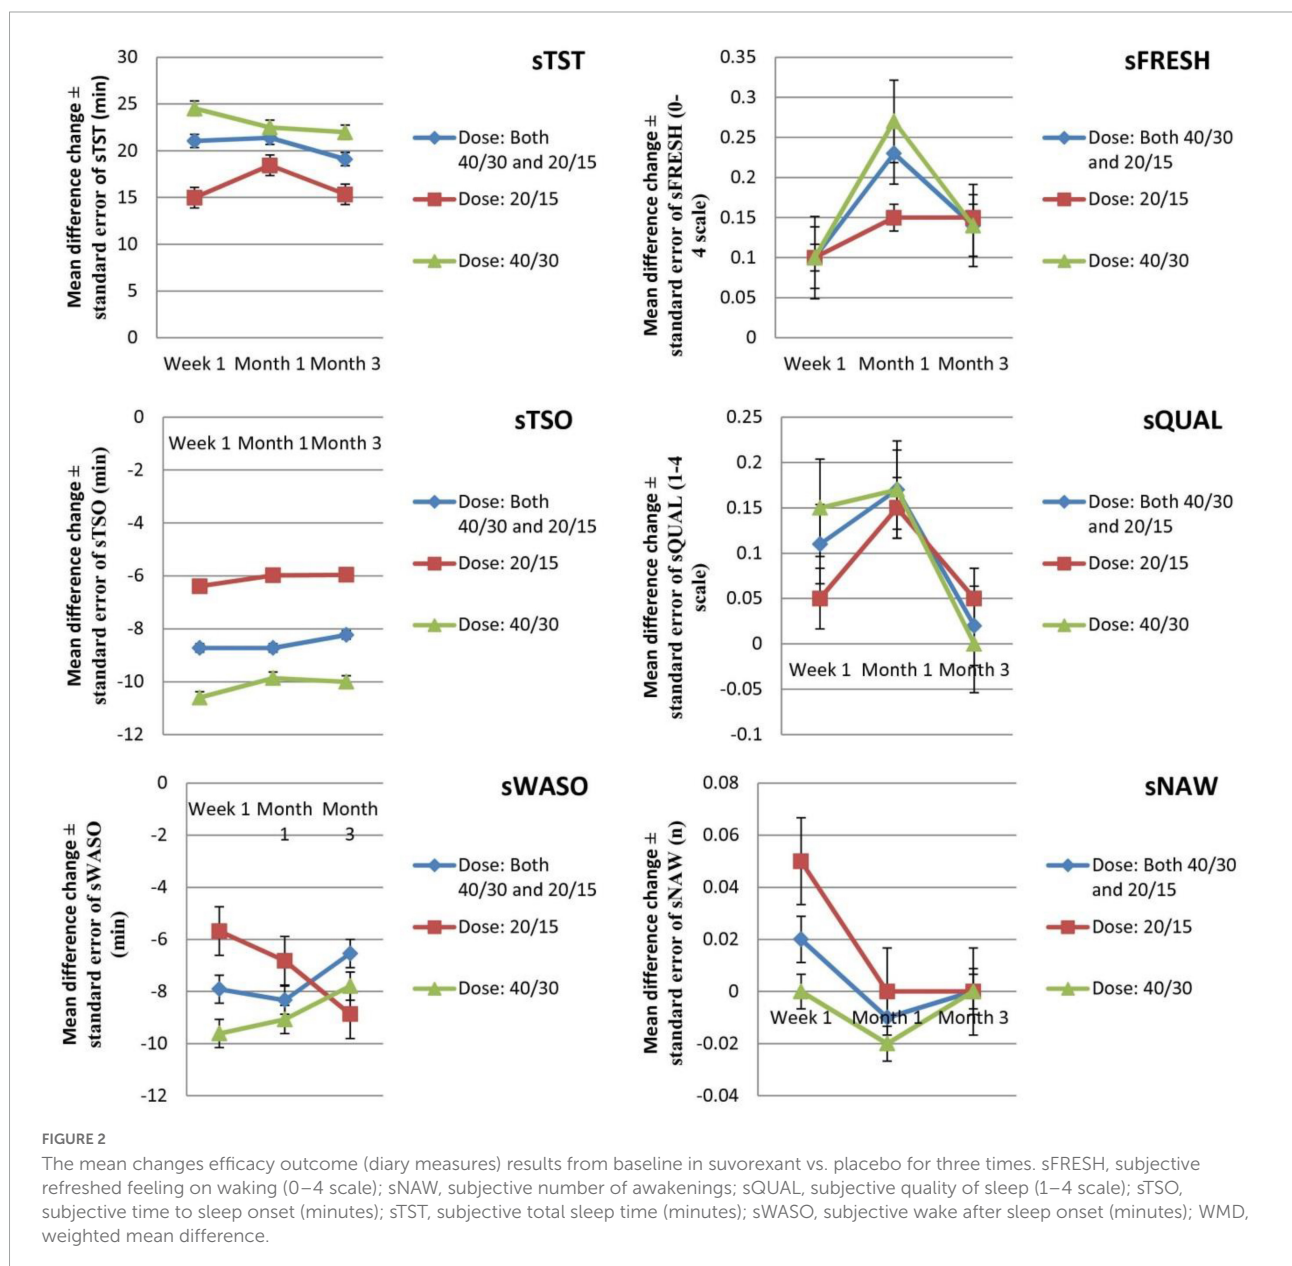 sTST
Mean difference change ±
standard error of sTST (min)
30
25
20
15
10
5
0
Week 1 Month 1 Month 3
Dose: Both
40/30 and 20/15
Dose: 20/15
Dose: 40/30
sFRESH
Mean difference change ±
standard error of sFRESH (0-
4 scale)
0.35
0.3
0.25
0.2
0.15
0.1
0.05
0
Week 1 Month 1 Month 3
Dose: Both 40/30
and 20/15
Dose: 20/15
Dose: 40/30
sTSO
Mean difference change ±
standard error of sTSO (min)
0
-2
-4
-6
-8
-10
-12
Week 1 Month 1 Month 3
Dose: Both
40/30 and 20/15
Dose: 20/15
Dose: 40/30
sQUAL
Mean difference change ±
standard error of sQUAL (1-4
scale)
0.25
0.2
0.15
0.1
0.05
0
-0.05
-0.1
Week 1 Month 1 Month 3
Dose: Both 40/30
and 20/15
Dose: 20/15
Dose: 40/30
sWASO
Mean difference change ±
standard error of sWASO
(min)
0
-2
-4
-6
-8
-10
-12
Week 1 Month Month
1 3
Dose: Both
40/30 and 20/15
Dose: 20/15
Dose: 40/30
sNAW
Mean difference change ±
standard error of sNAW (n)
0.08
0.06
0.04
0.02
0
-0.02
-0.04
Week 1 Month 1 Month 3
Dose: Both 40/30
and 20/15
Dose: 20/15
Dose: 40/30
FIGURE 2
The mean changes efficacy outcome (diary measures) results from baseline in suvorexant vs. placebo for three times. sFRESH, subjective
refreshed feeling on waking (0–4 scale); sNAW, subjective number of awakenings; sQUAL, subjective quality of sleep (1–4 scale); sTSO,
subjective time to sleep onset (minutes); sTST, subjective total sleep time (minutes); sWASO, subjective wake after sleep onset (minutes); WMD,
weighted mean difference.